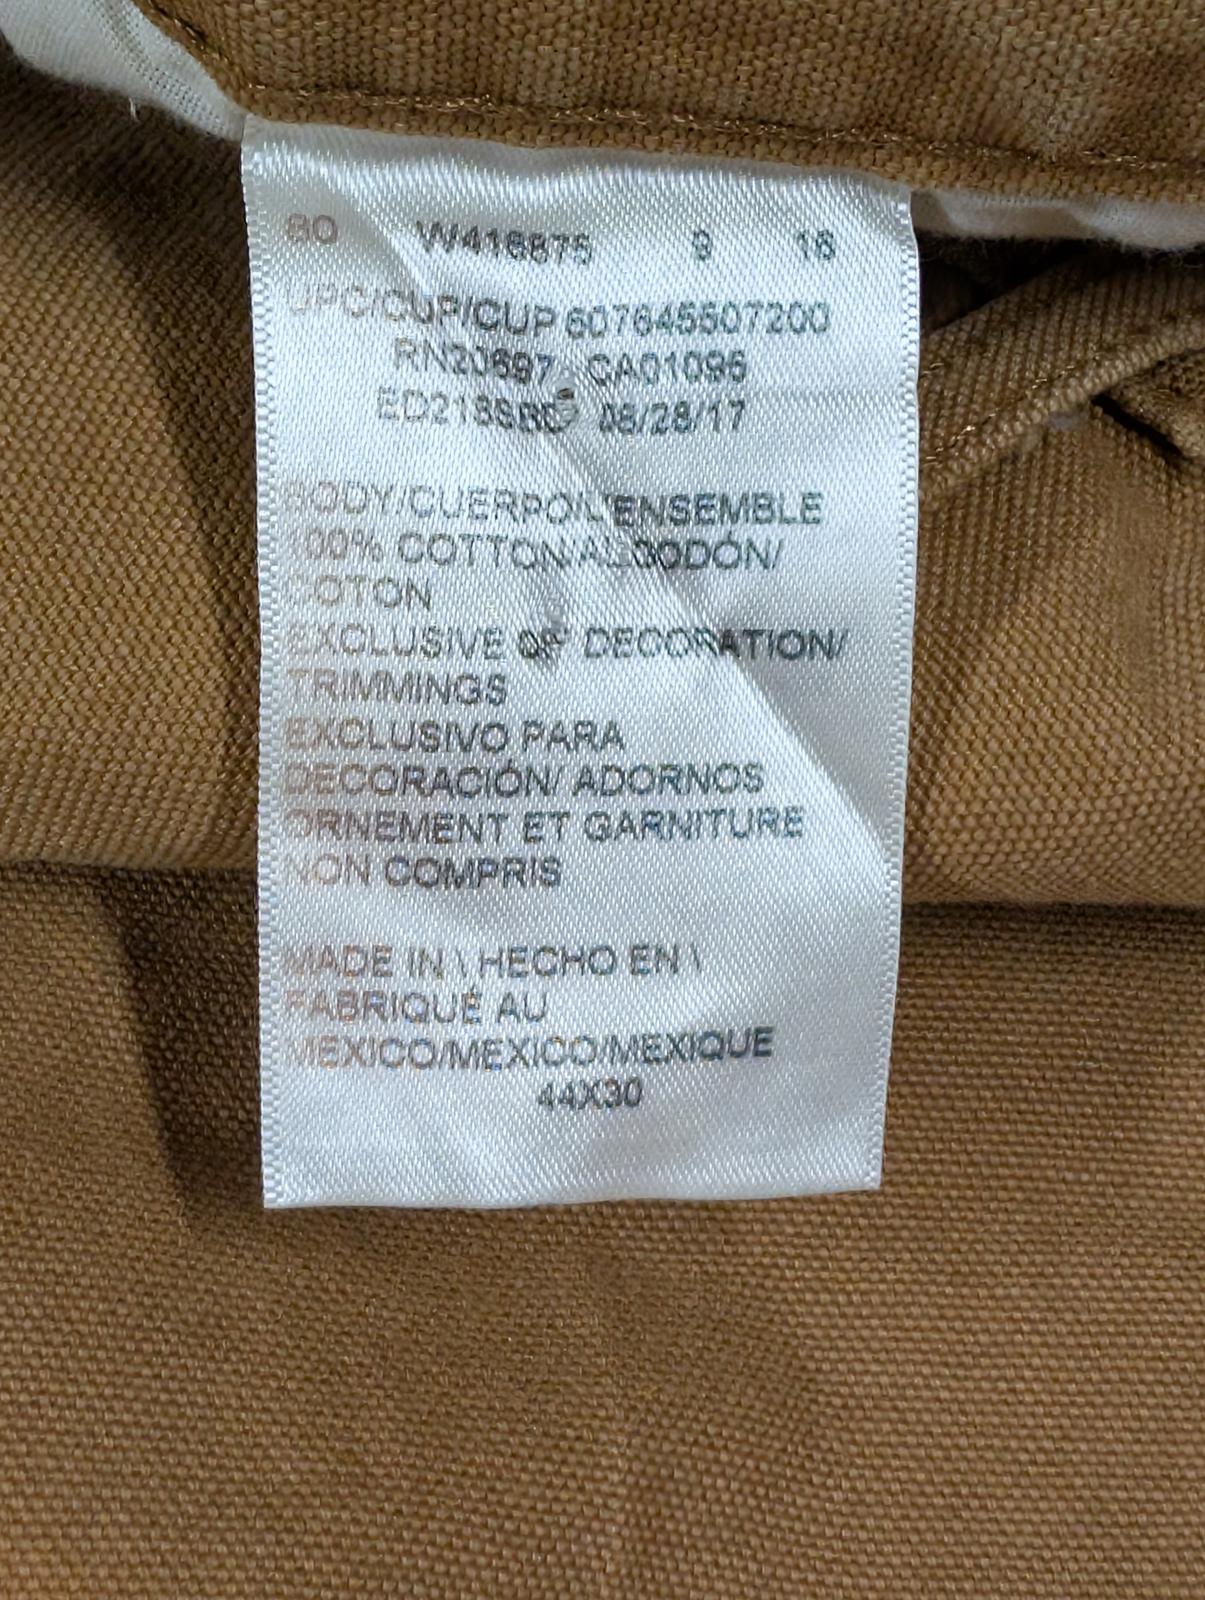 80 W416875 9 16
UPC/CUP/CUP 607645507200
RN20697 CA01096
08/28/17
BODY/CUERPO/L'ENSEMBLE
100% COTTON/ALGODÓN/
COTON
EXCLUSIVE OF DECORATION/
TRIMMINGS
EXCLUSIVO PARA
DECORACIÓN/ ADORNOS
ORNEMENT ET GARNITURE
NON COMPRIS
MADE IN \ HECHO EN \
FABRIQUÉ AU
MEXICO/MEXICO/MEXIQUE
44X30